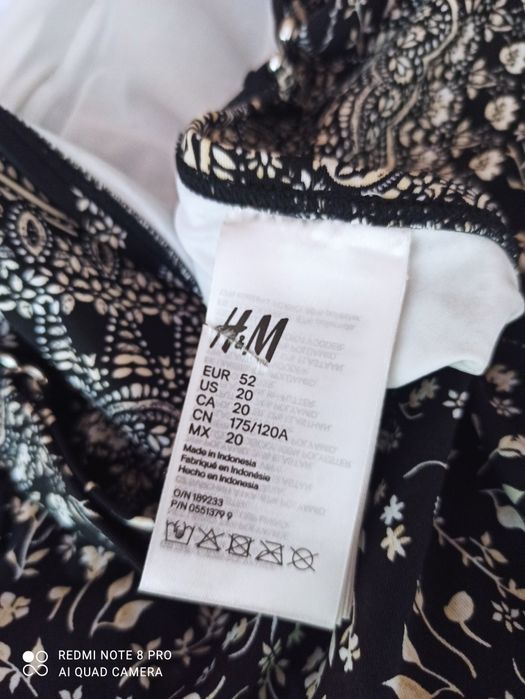 H&M
EUR 52
US 20
CA 20
CN 175/120A
MX 20
Made in Indonesia
Fabriqué en Indonésie
Hecho en Indonesia
O/N 189233
P/N 0551379 9
REDMI NOTE 8 PRO
AI QUAD CAMERA